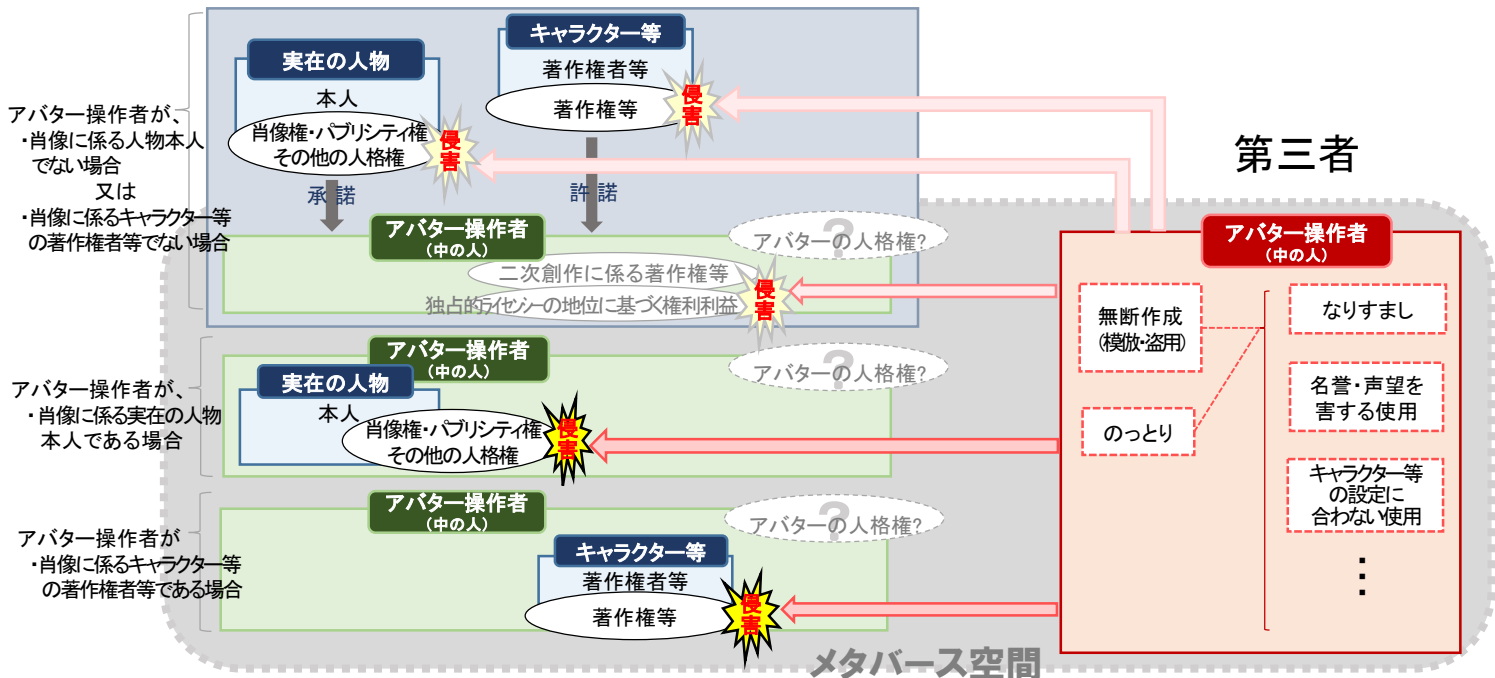 キャラクター等
著作権者等
著作権等
侵害
実在の人物
本人
肖像権・パブリシティ権
その他の人格権
侵害
承諾
許諾
アバター操作者が、
・肖像に係る人物本人
でない場合
又は
・肖像に係るキャラクター等
の著作権者等でない場合
アバター操作者
(中の人)
?
アバターの人格権?
二次創作に係る著作権等
独占的ライセンシーの地位に基づく権利利益
侵害
アバター操作者が、
・肖像に係る実在の人物
本人である場合
アバター操作者
(中の人)
?
アバターの人格権?
実在の人物
本人
肖像権・パブリシティ権
その他の人格権
侵害
アバター操作者が
・肖像に係るキャラクター等
の著作権者等である場合
アバター操作者
(中の人)
?
アバターの人格権?
キャラクター等
著作権者等
著作権等
侵害
第三者
アバター操作者
(中の人)
無断作成
(模倣・盗用)
のっとり
なりすまし
名誉・声望を
害する使用
キャラクター等
の設定に
合わない使用
・
・
・
メタバース空間